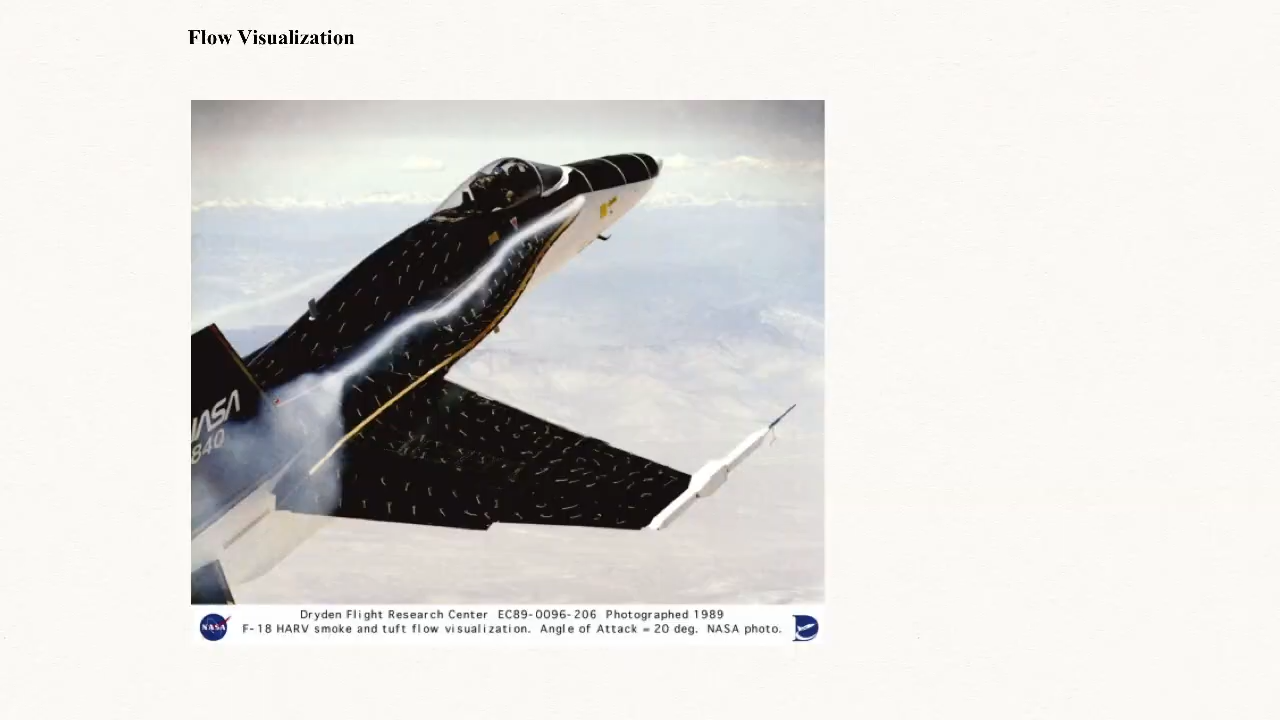 Flow Visualization
NASA
840
Dryden Flight Research Center EC89-0096-206 Photographed 1989
F-18 HARV smoke and tuft flow visualization. Angle of Attack = 20 deg. NASA photo.
NASA